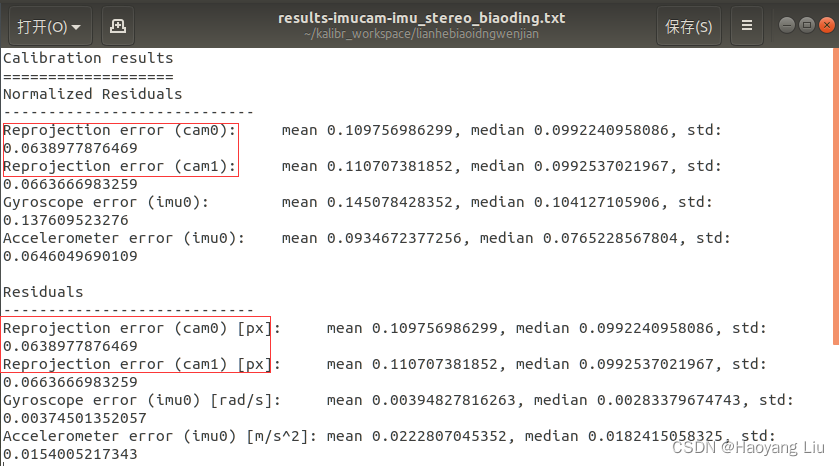 打开(O)
results-imucam-imu_stereo_biaoding.txt
~/kalibr_workspace/lianhebiaoidngwenjian
保存(S)
Calibration results
===================
Normalized Residuals
----------------------------
Reprojection error (cam0):     mean 0.109756986299, median 0.0992240958086, std:
0.0638977876469
Reprojection error (cam1):     mean 0.110707381852, median 0.0992537021967, std:
0.0663666983259
Gyroscope error (imu0):        mean 0.145078428352, median 0.104127105906, std:
0.137609523276
Accelerometer error (imu0):    mean 0.0934672377256, median 0.0765228567804, std:
0.0646049690109
Residuals
----------------------------
Reprojection error (cam0) [px]:     mean 0.109756986299, median 0.0992240958086, std:
0.0638977876469
Reprojection error (cam1) [px]:     mean 0.110707381852, median 0.0992537021967, std:
0.0663666983259
Gyroscope error (imu0) [rad/s]:     mean 0.00394827816263, median 0.00283379674743, std:
0.00374501352057
Accelerometer error (imu0) [m/s^2]: mean 0.0222807045352, median 0.0182415058325, std:
0.0154005217343
CSDN @Haoyang Liu